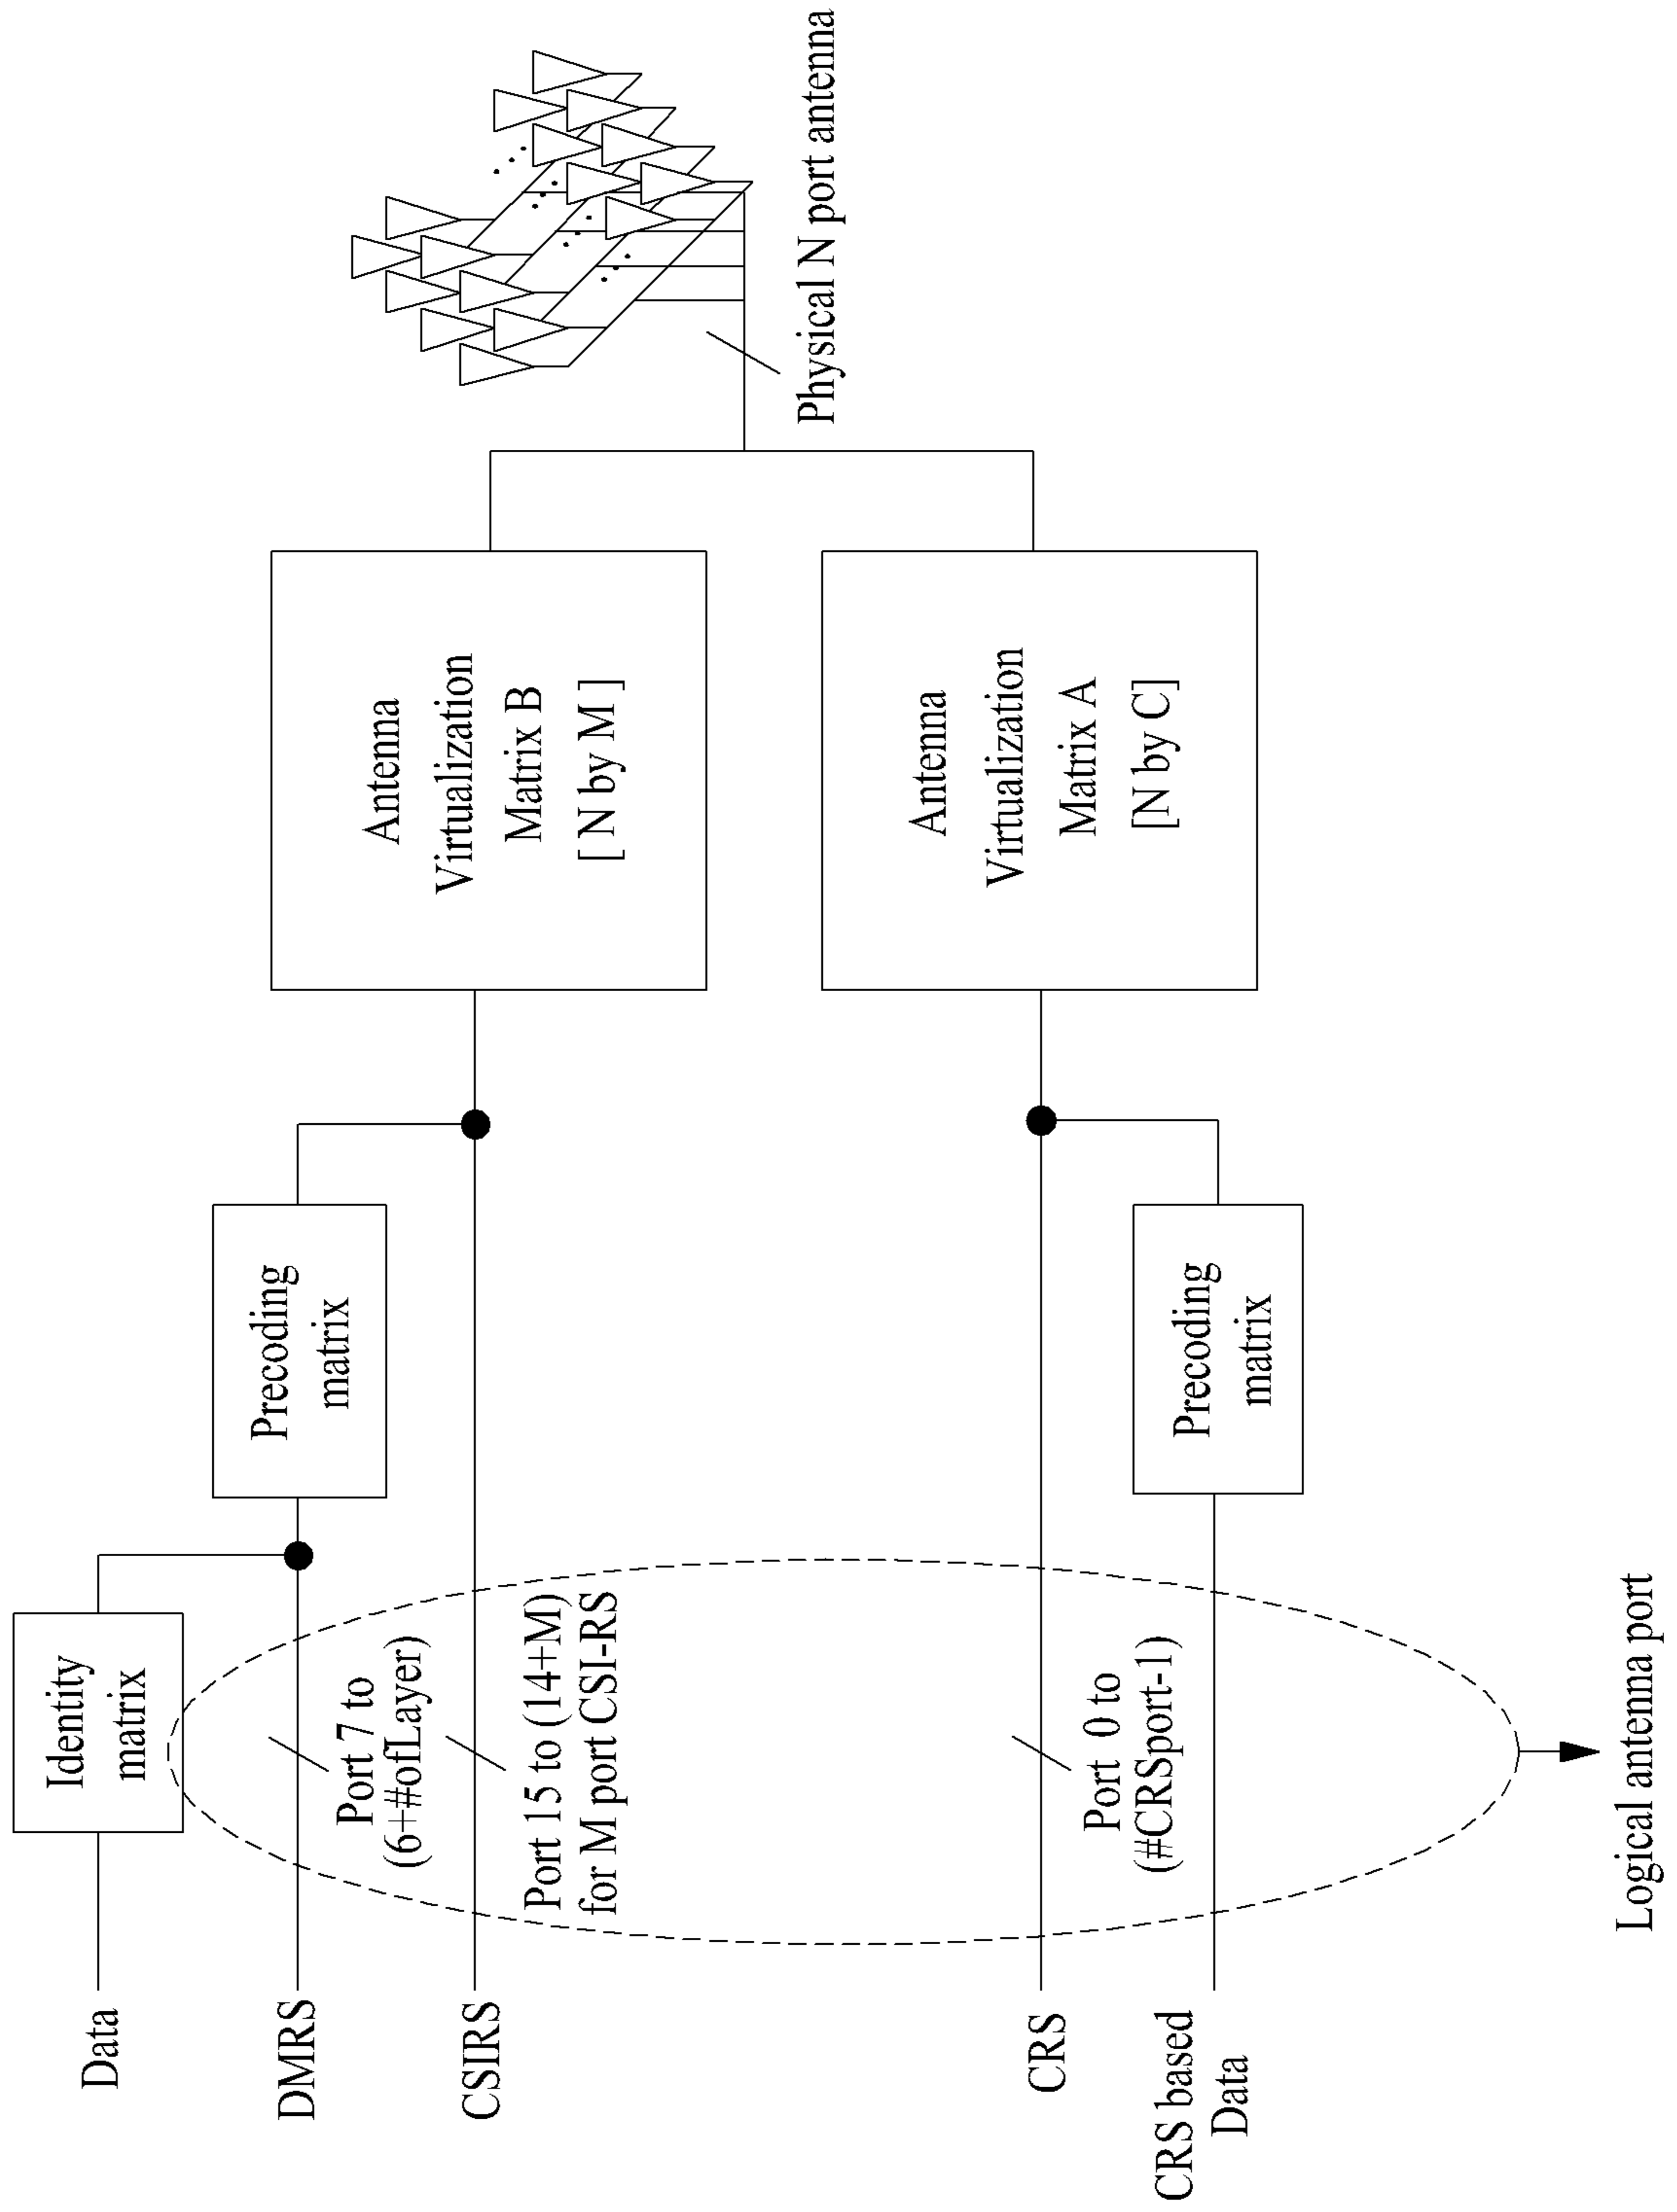 Data
Identity
matrix
DMRS
Port 7 to
(6+#ofLayer)
Precoding
matrix
CSIRS
Port 15 to (14+M)
for M port CSI-RS
Antenna
Virtualization
Matrix B
[ N by M ]
Physical N port antenna
CRS
Port 0 to
(#CRSport-1)
Antenna
Virtualization
Matrix A
[N by C]
CRS based
Data
Precoding
matrix
Logical antenna port